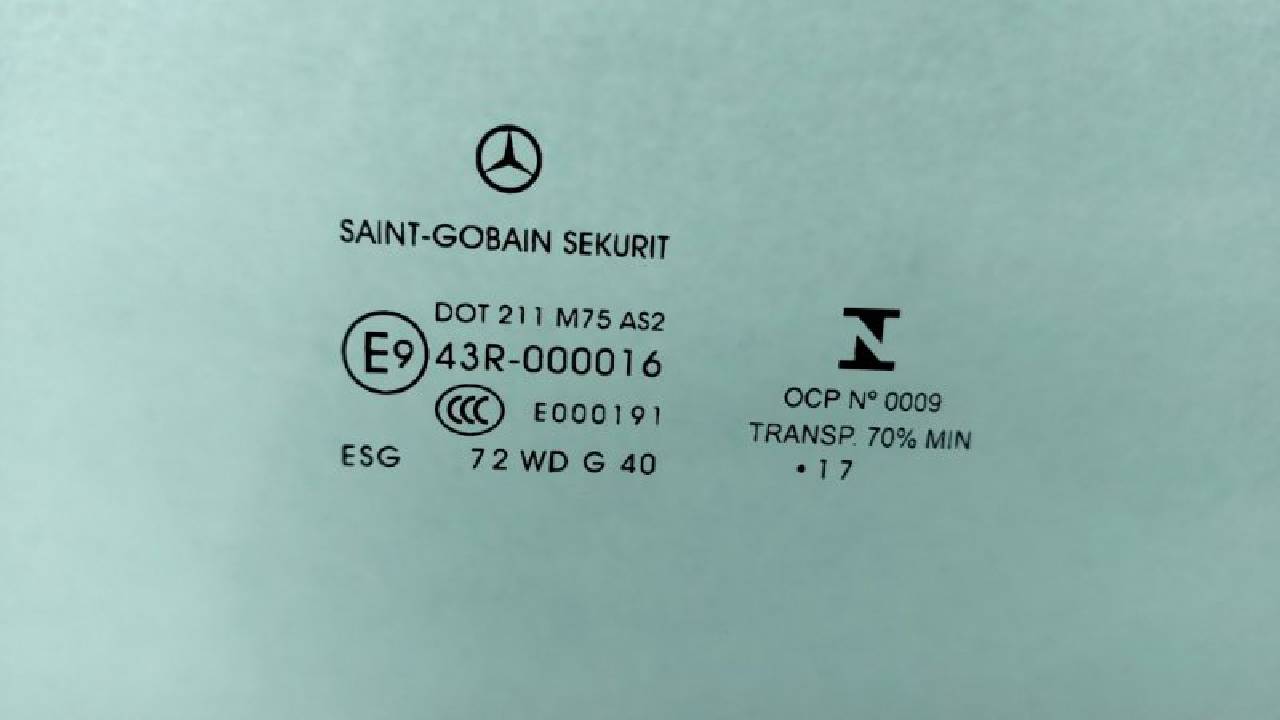 SAINT-GOBAIN SEKURIT
DOT 211 M75 AS2
E9 43R-000016
CCC E000191
ESG 72 WD G 40
N
OCP Nº 0009
TRANSP. 70% MIN
•17